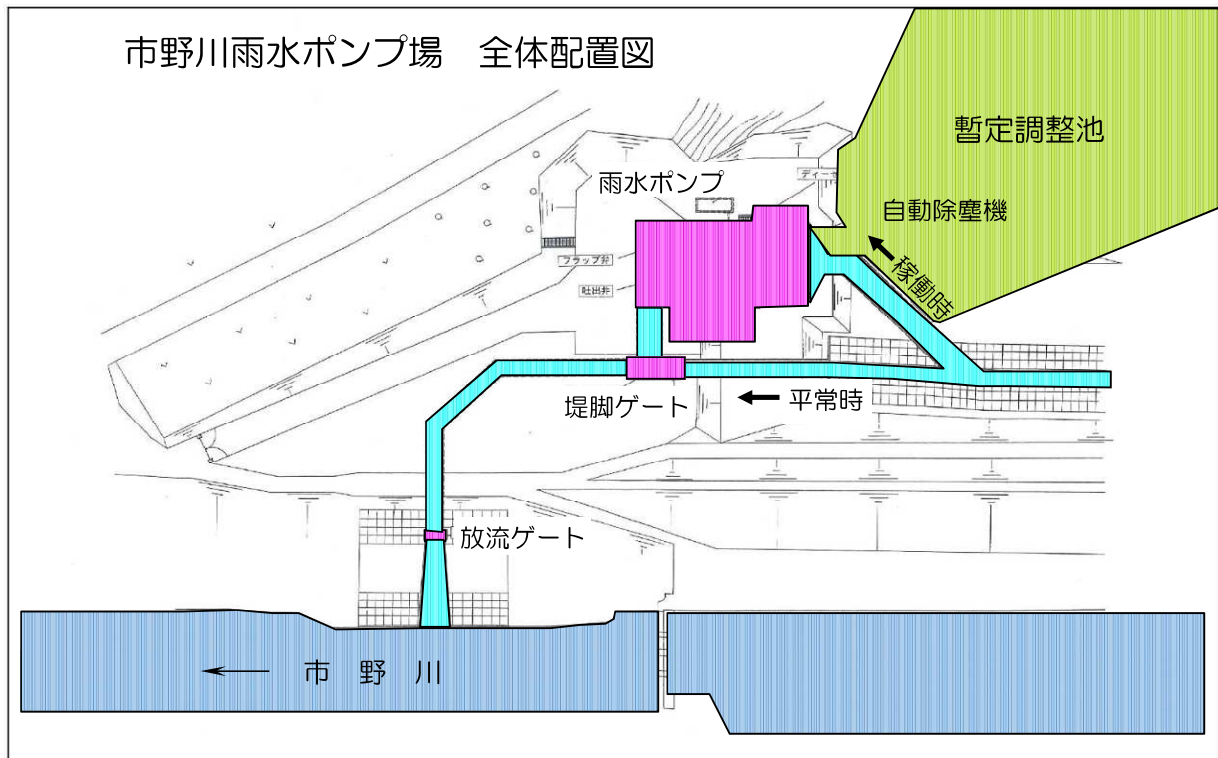 市野川雨水ポンプ場　全体配置図
暫定調整池
雨水ポンプ
自動除塵機
稼働時
フラップ弁
吐出弁
堤脚ゲート
平常時
放流ゲート
市　野　川